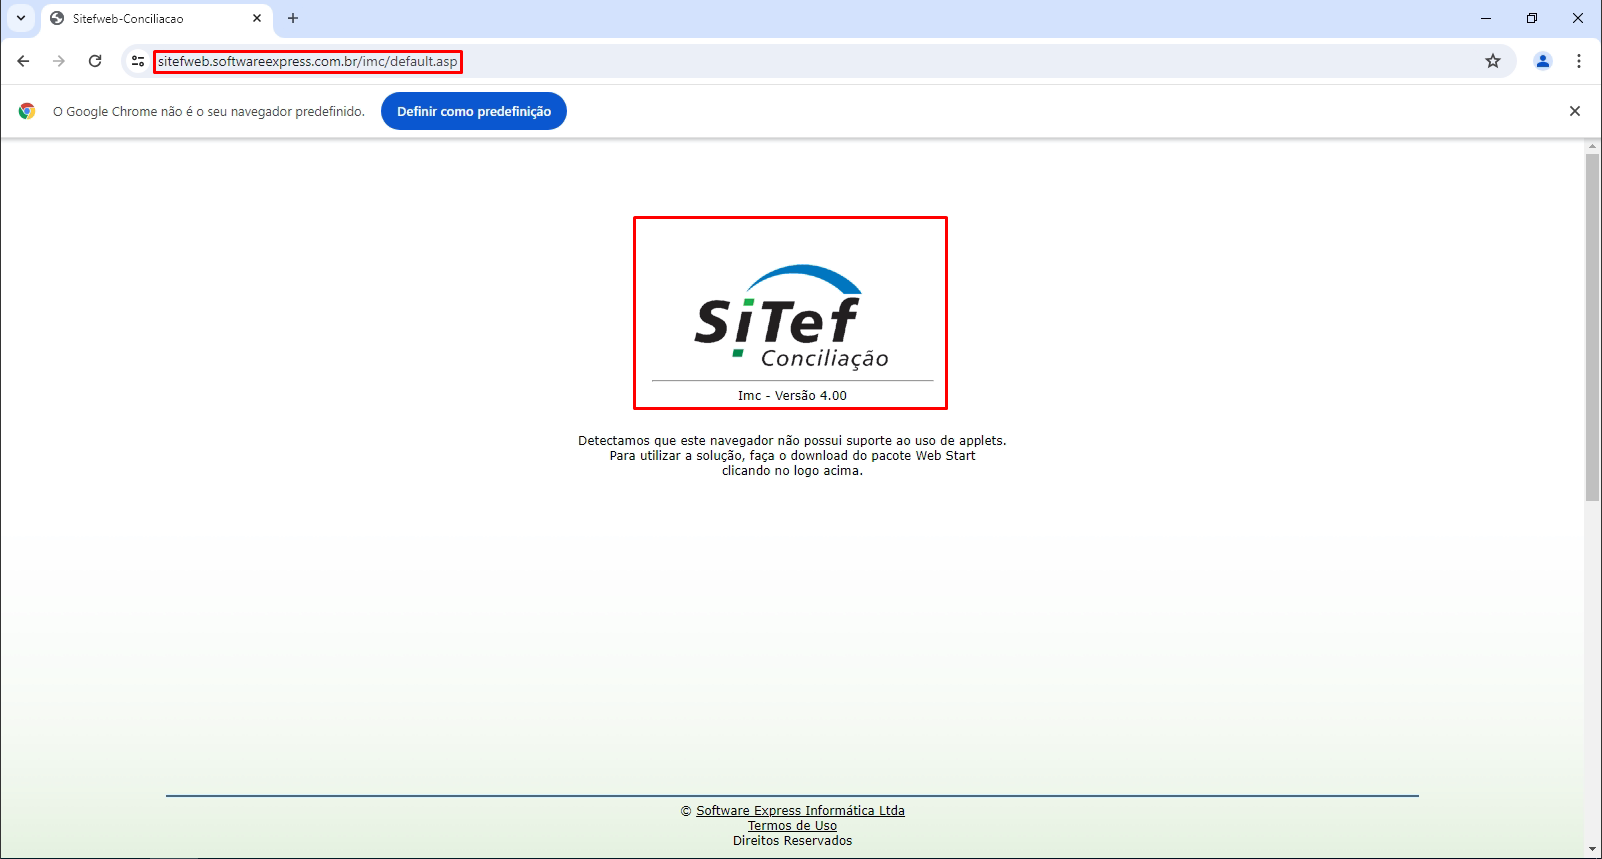 Sitefweb-Conciliacao
sitefweb.softwareexpress.com.br/imc/default.asp
O Google Chrome não é o seu navegador predefinido.
Definir como predefinição
SiTef
Conciliação
Imc - Versão 4.00
Detectamos que este navegador não possui suporte ao uso de applets.
Para utilizar a solução, faça o download do pacote Web Start
clicando no logo acima.
© Software Express Informática Ltda
Termos de Uso
Direitos Reservados